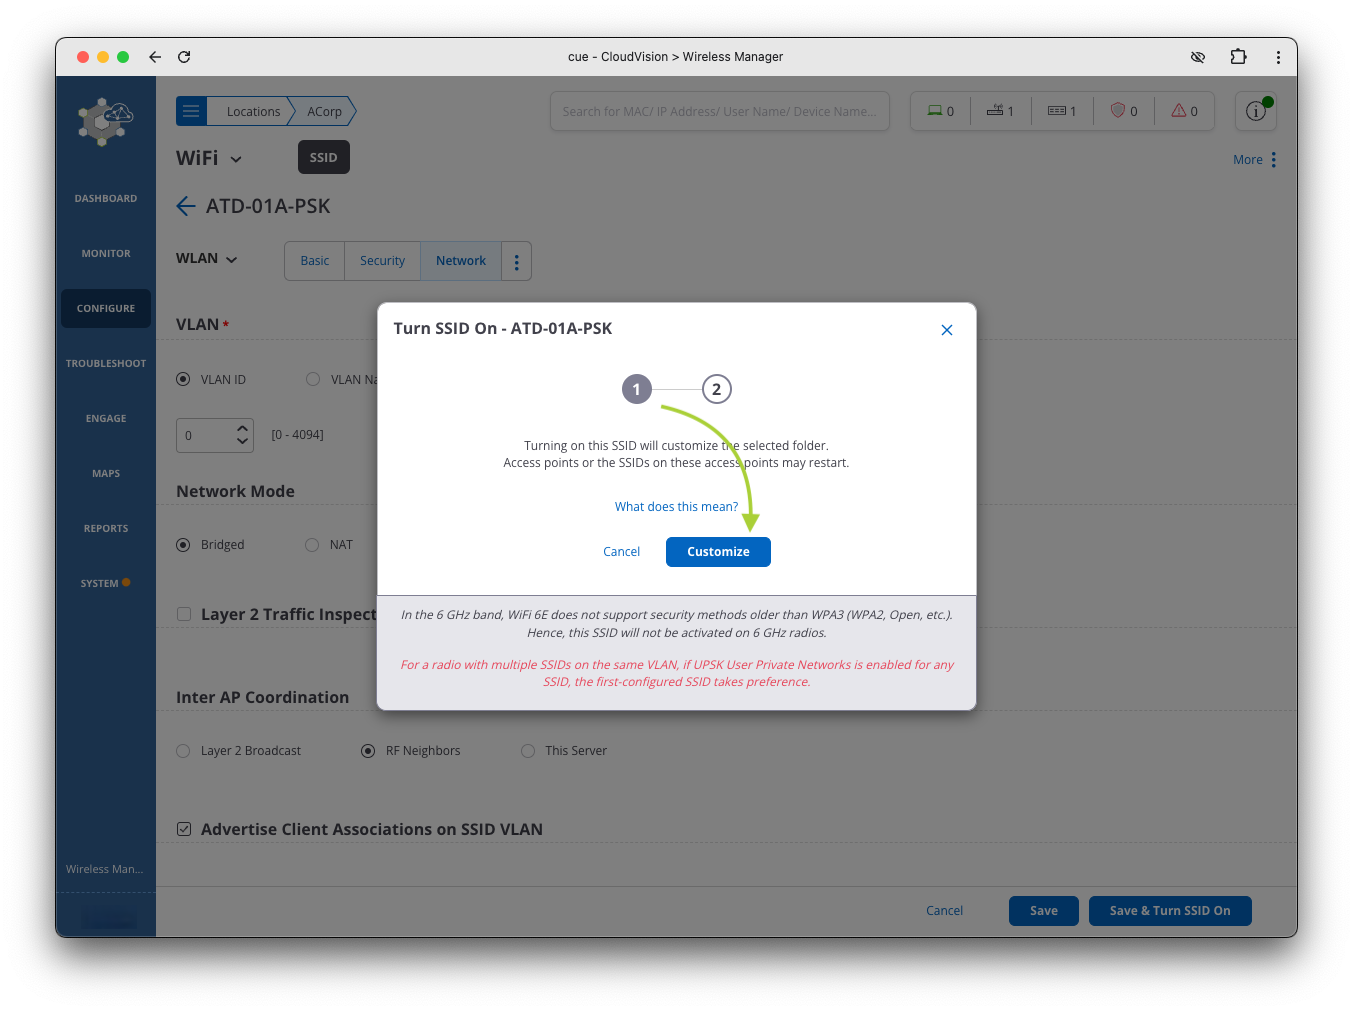 cue - CloudVision > Wireless Manager
Locations
ACorp
Search for MAC/ IP Address/ User Name/ Device Name...
0
1
1
0
0
WiFi
SSID
More
DASHBOARD
MONITOR
CONFIGURE
TROUBLESHOOT
ENGAGE
MAPS
REPORTS
SYSTEM
Wireless Man...
ATD-01A-PSK
WLAN
Basic
Security
Network
VLAN *
VLAN ID
VLAN Na
0
[0 - 4094]
Network Mode
Bridged
NAT
Layer 2 Traffic Inspect
Inter AP Coordination
Layer 2 Broadcast
RF Neighbors
This Server
Advertise Client Associations on SSID VLAN
Cancel
Save
Save & Turn SSID On
Turn SSID On - ATD-01A-PSK
1
2
Turning on this SSID will customize the selected folder.
Access points or the SSIDs on these access points may restart.
What does this mean?
Cancel
Customize
In the 6 GHz band, WiFi 6E does not support security methods older than WPA3 (WPA2, Open, etc.).
Hence, this SSID will not be activated on 6 GHz radios.
For a radio with multiple SSIDs on the same VLAN, if UPSK User Private Networks is enabled for any
SSID, the first-configured SSID takes preference.